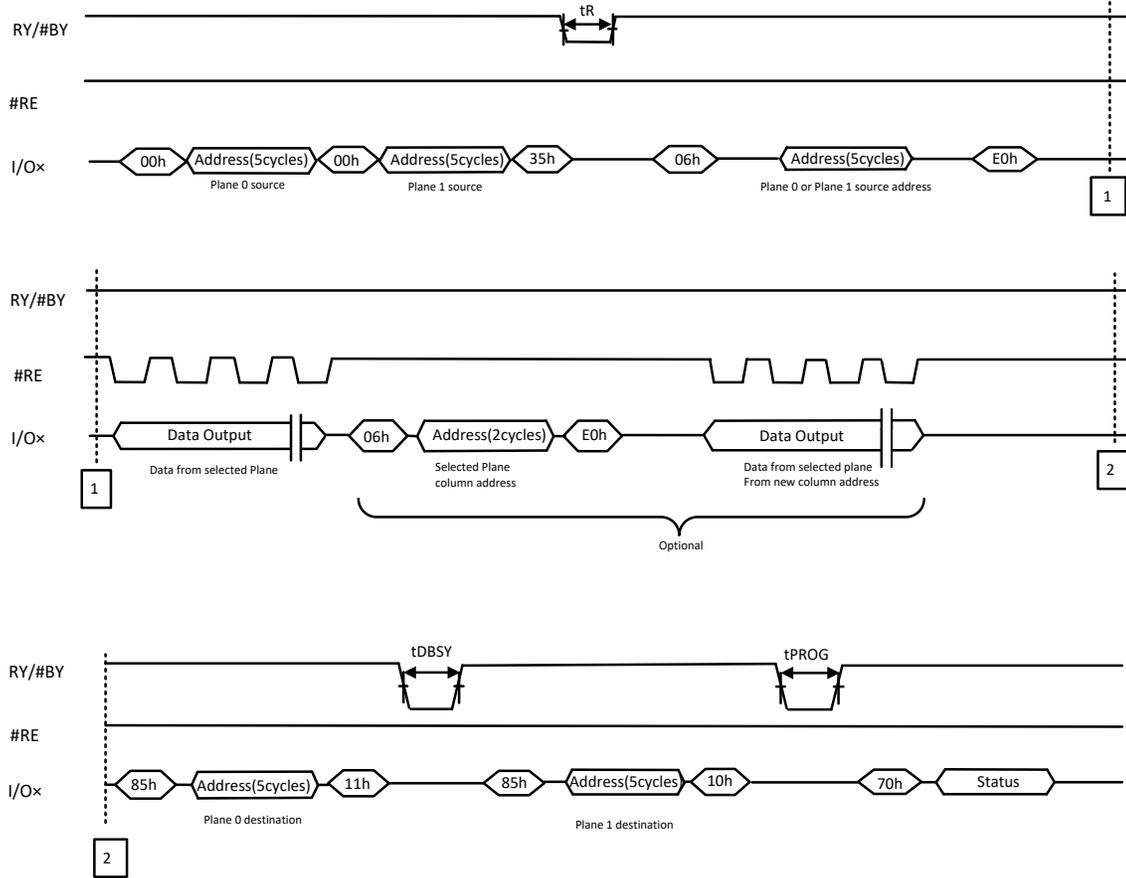 tR
RY/#BY
#RE
I/O×
00h Address(5cycles) 00h Address(5cycles) 35h 06h Address(5cycles) E0h
Plane 0 source Plane 1 source Plane 0 or Plane 1 source address
1
RY/#BY
#RE
I/O×
Data Output 06h Address(2cycles) E0h Data Output
Data from selected Plane
Selected Plane
column address
Data from selected plane
From new column address
1
2
Optional
tDBSY tPROG
RY/#BY
#RE
I/O×
85h Address(5cycles) 11h 85h Address(5cycles) 10h 70h Status
Plane 0 destination Plane 1 destination
2